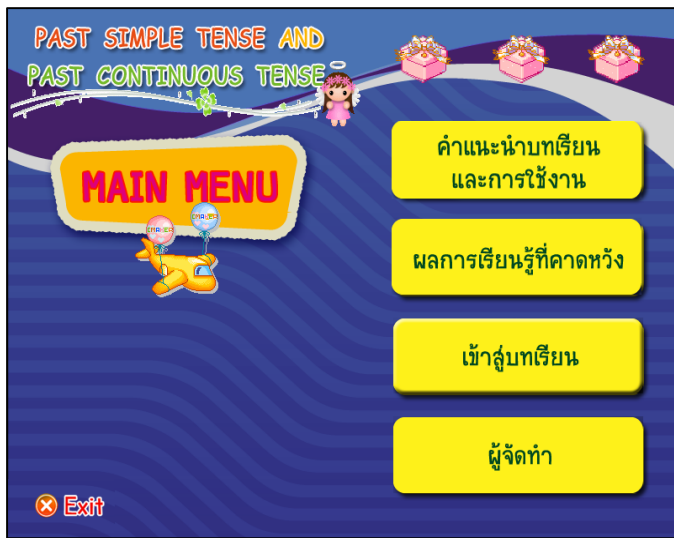 PAST SIMPLE TENSE AND
PAST CONTINUOUS TENSE
MAIN MENU
คำแนะนำบทเรียน
และการใช้งาน
ผลการเรียนรู้ที่คาดหวัง
เข้าสู่บทเรียน
ผู้จัดทำ
Exit